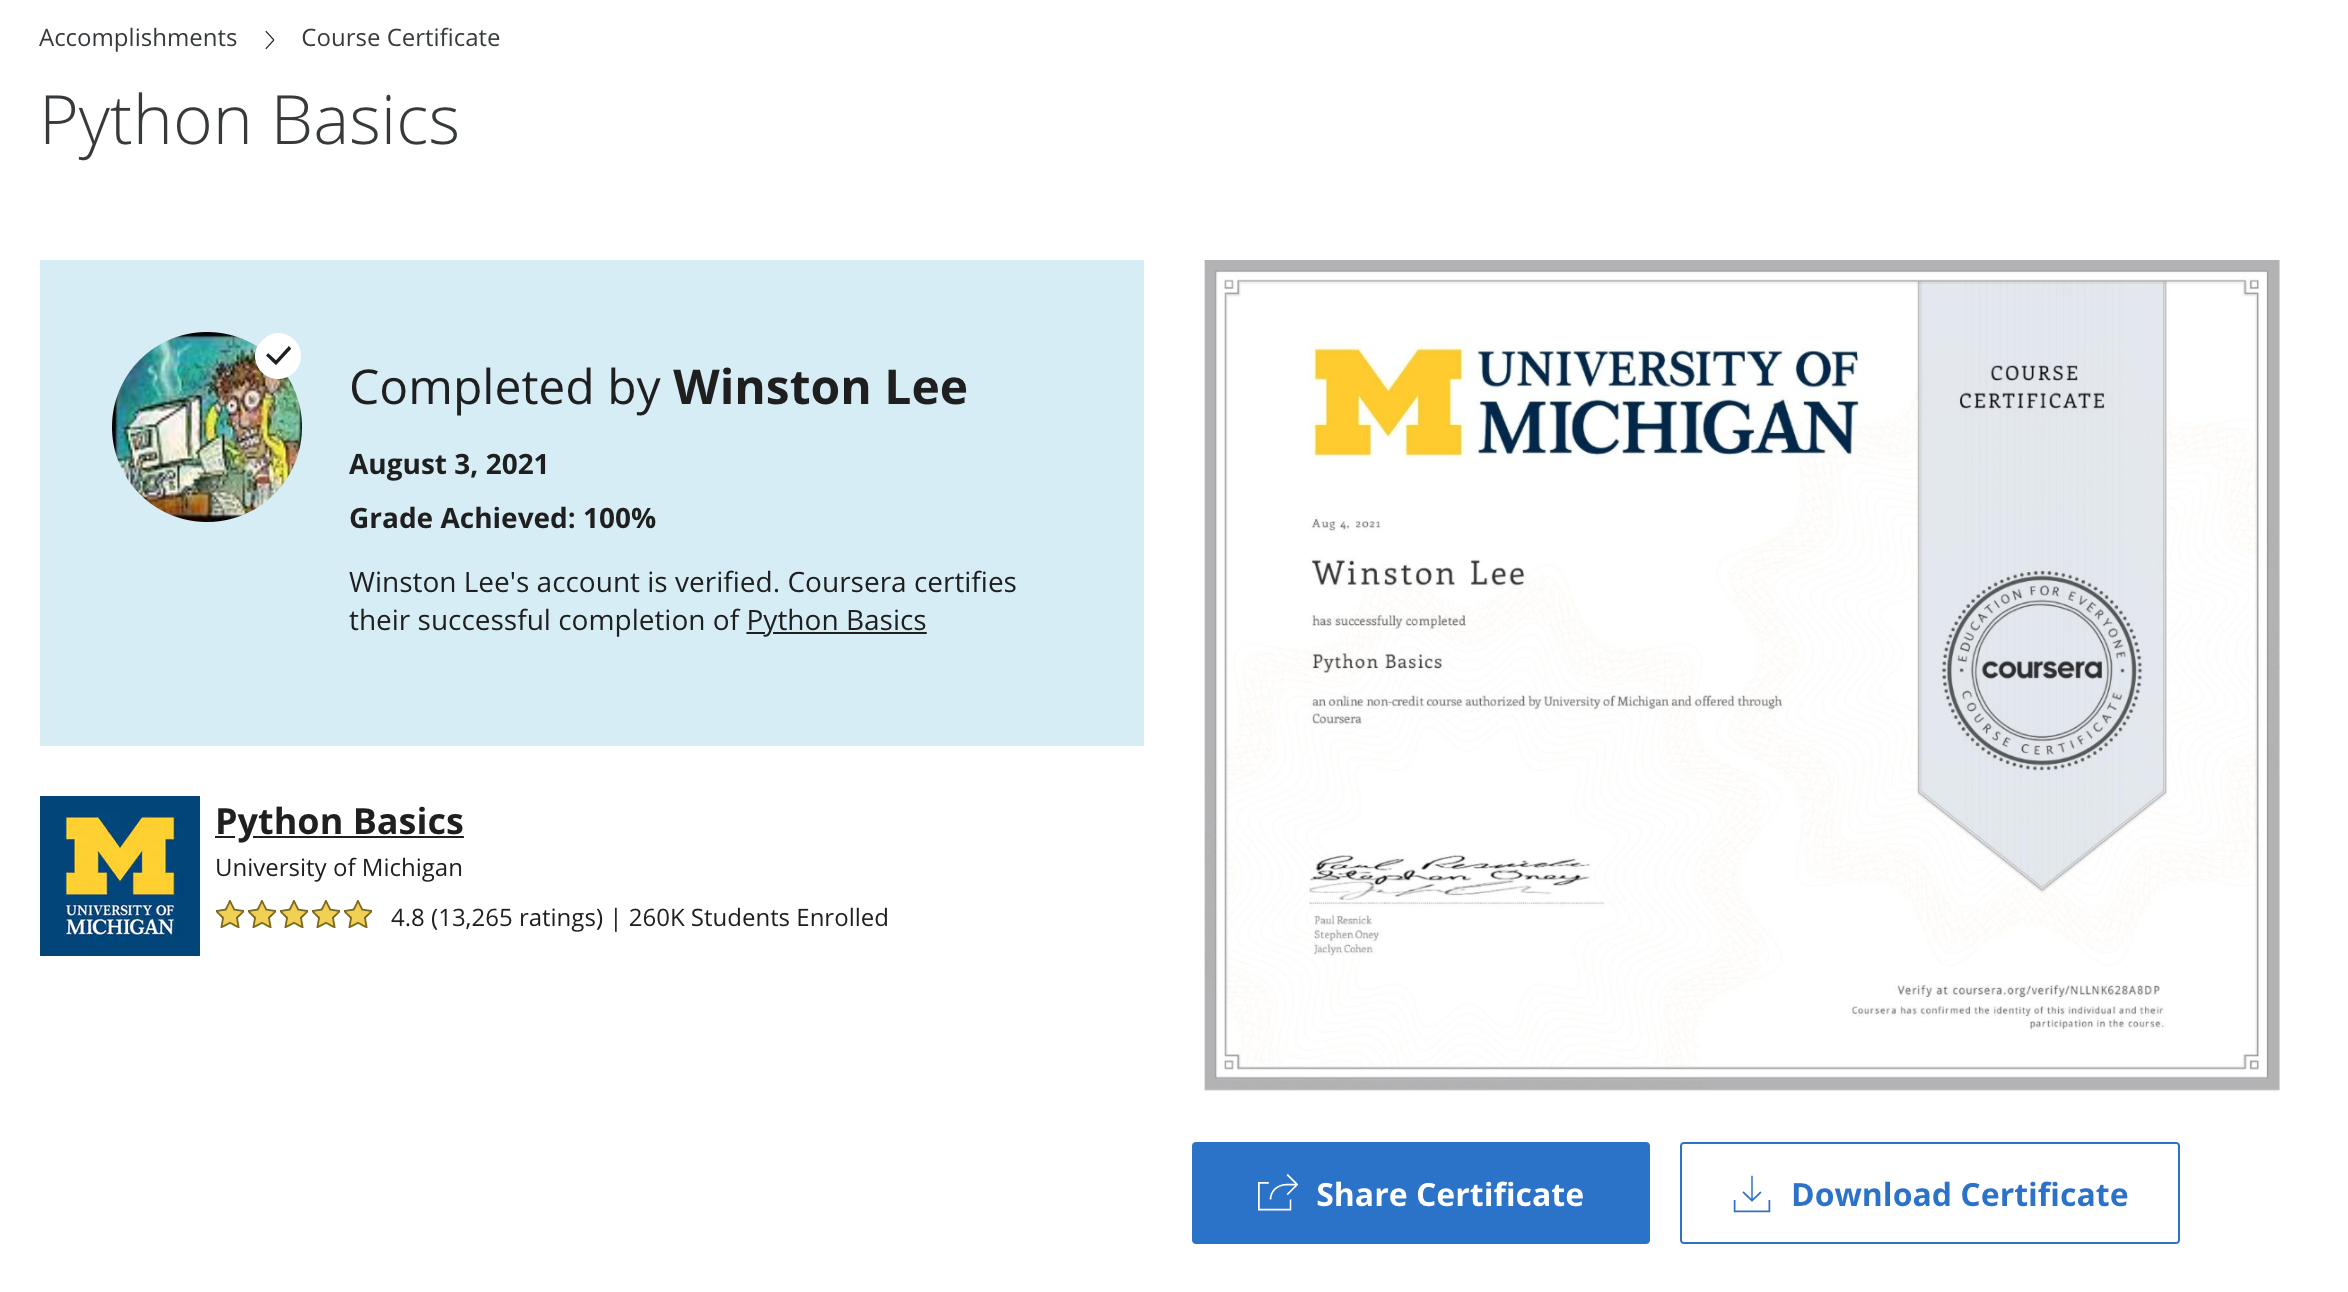 Accomplishments > Course Certificate
Python Basics
Completed by Winston Lee
August 3, 2021
Grade Achieved: 100%
Winston Lee's account is verified. Coursera certifies
their successful completion of Python Basics
UNIVERSITY OF
MICHIGAN
Python Basics
University of Michigan
4.8 (13,265 ratings) | 260K Students Enrolled
UNIVERSITY OF
MICHIGAN
COURSE
CERTIFICATE
Aug 4, 2021
Winston Lee
has successfully completed
Python Basics
an online non-credit course authorized by University of Michigan and offered through
Coursera
EDUCATION FOR EVERYONE
coursera
COURSE CERTIFICATE
Paul Resnick
Stephen Oney
Paul Resnick
Stephen Oney
Jaclyn Cohen
Verify at coursera.org/verify/NLLNK628A8DP
Coursera has confirmed the identity of this individual and their
participation in the course.
Share Certificate
Download Certificate